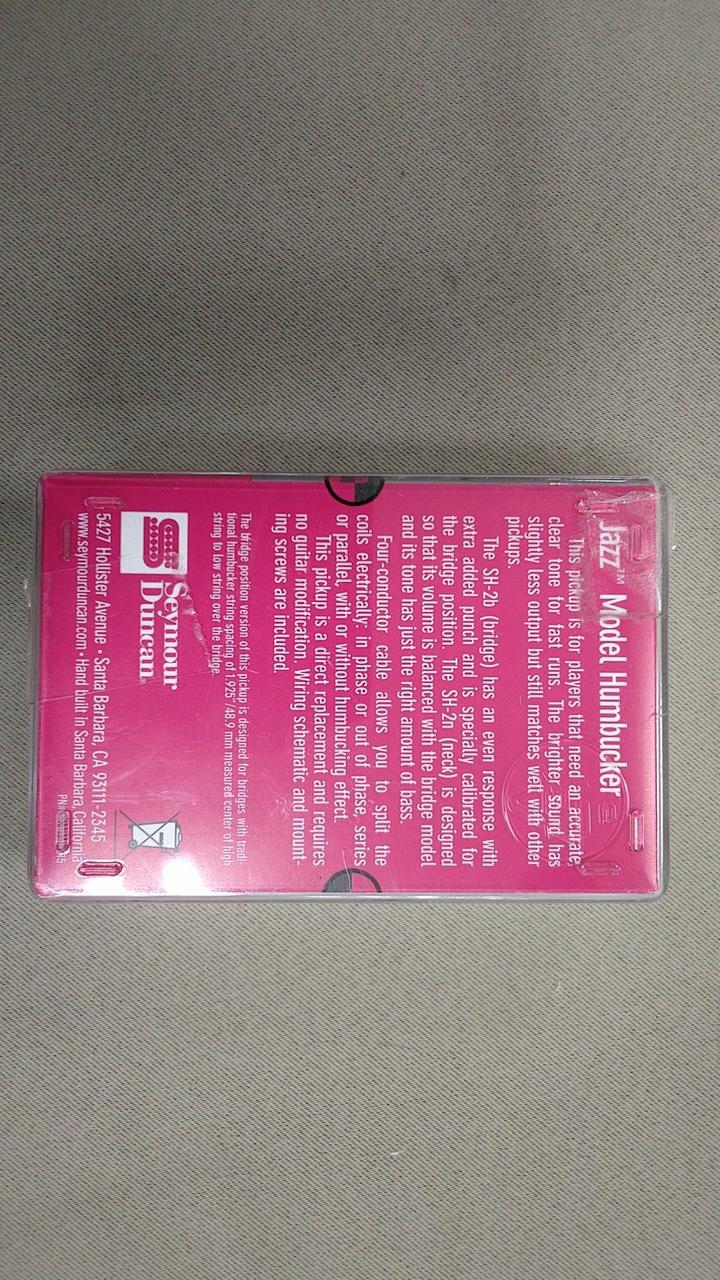 Jazz™ Model Humbucker
This pickup is for players that need an accurate,
clear tone for fast runs. The brighter sound has
slightly less output but still matches well with other
pickups.
The SH-2b (bridge) has an even response with
extra added punch and is specially calibrated for
the bridge position. The SH-2n (neck) is designed
so that its volume is balanced with the bridge model
and its tone has just the right amount of bass.
Four-conductor cable allows you to split the
coils electrically; in phase or out of phase, series
or parallel, with or without humbucking effect.
This pickup is a direct replacement and requires
no guitar modification. Wiring schematic and mount-
ing screws are included.
The bridge position version of this pickup is designed for bridges with tradi-
tional humbucker string spacing of 1.925"/48.9 mm measured center of high
string to low string over the bridge.
Seymour
Duncan®
5427 Hollister Avenue • Santa Barbara, CA 93111-2345
www.seymourduncan.com • Hand built in Santa Barbara, California
PN#